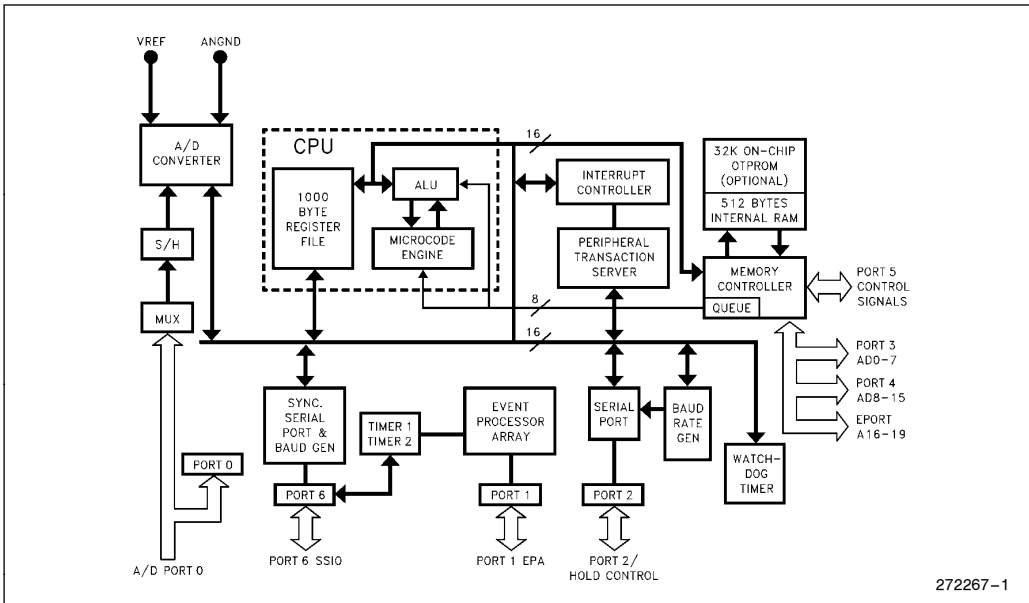 VREF
ANGND
A/D
CONVERTER
S/H
MUX
PORT 0
A/D PORT 0
CPU
1000
BYTE
REGISTER
FILE
ALU
MICROCODE
ENGINE
16
INTERRUPT
CONTROLLER
PERIPHERAL
TRANSACTION
SERVER
32K ON-CHIP
OTPROM
(OPTIONAL)
512 BYTES
INTERNAL RAM
MEMORY
CONTROLLER
QUEUE
PORT 5
CONTROL
SIGNALS
8
16
PORT 3
AD0-7
PORT 4
AD8-15
EPORT
A16-19
SYNC.
SERIAL
PORT &
BAUD GEN
TIMER 1
TIMER 2
EVENT
PROCESSOR
ARRAY
SERIAL
PORT
BAUD
RATE
GEN
WATCH-
DOG
TIMER
PORT 6
PORT 1
PORT 2
PORT 6 SSIO
PORT 1 EPA
PORT 2/
HOLD CONTROL
272267-1